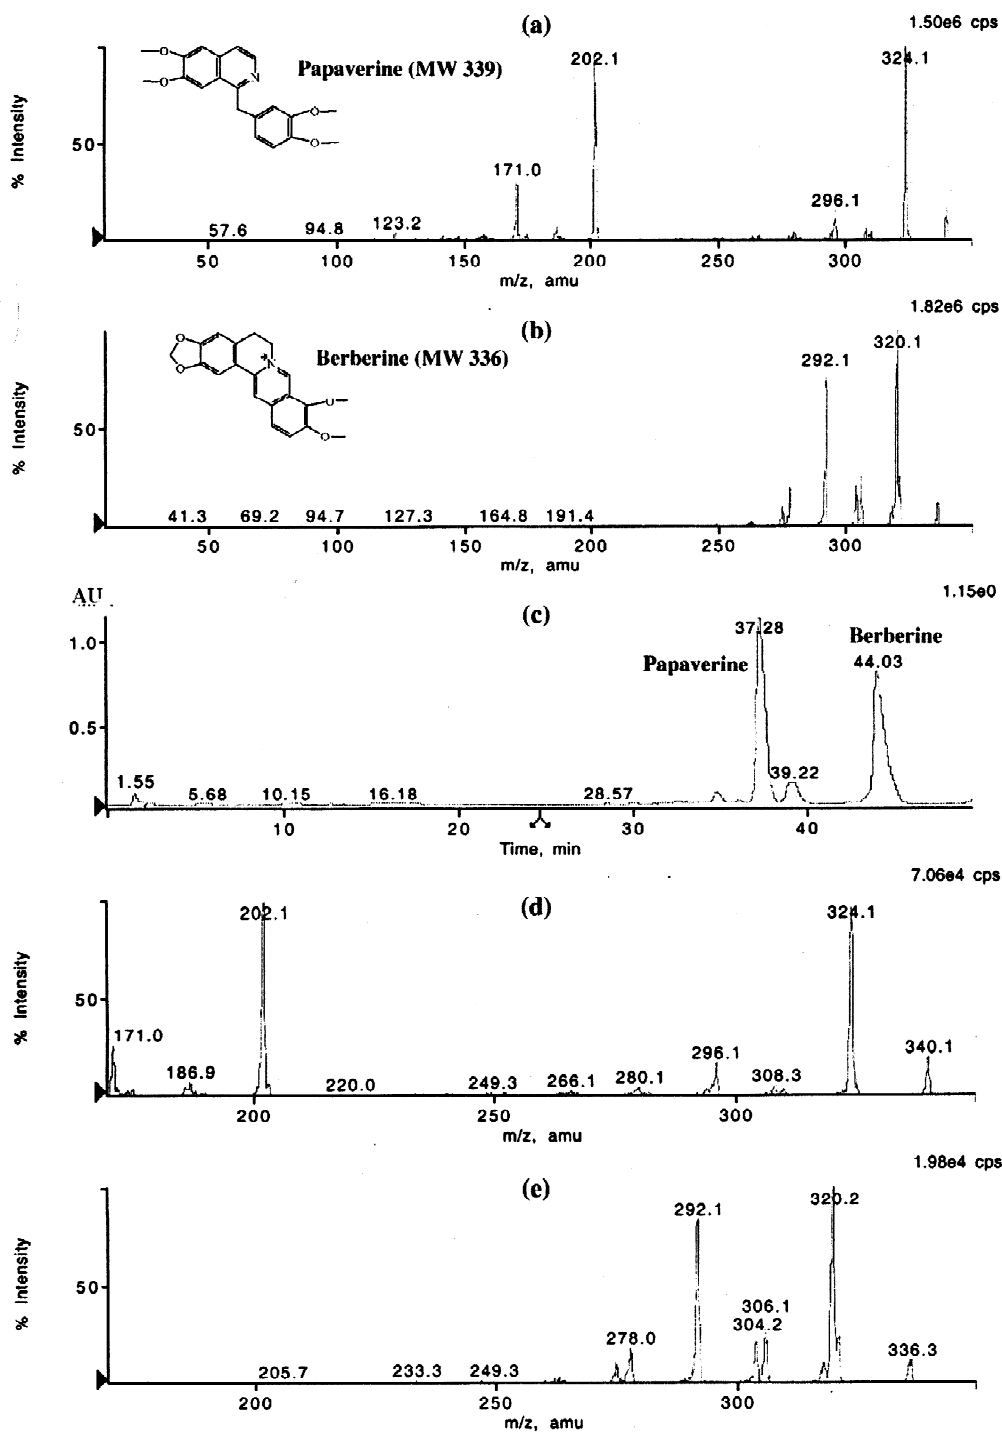 (a)
1.50e6 cps
Papaverine (MW 339)
202.1
324.1
% Intensity
50
171.0
296.1
57.6
94.8
123.2
50 100 150 200 250 300
m/z, amu
1.82e6 cps
(b)
Berberine (MW 336)
292.1
320.1
% Intensity
50
41.3 69.2 94.7 127.3 164.8 191.4
50 100 150 200 250 300
m/z, amu
AU
(c)
1.15e0
1.0
37.28
Berberine
Papaverine
44.03
0.5
1.55
39.22
5.68 10.15 16.18 28.57
10 20 30 40
Time, min
7.06e4 cps
(d)
202.1
324.1
% Intensity
50
171.0
296.1
340.1
186.9
220.0 249.3 266.1 280.1 308.3
200 250 300
m/z, amu
1.98e4 cps
(e)
292.1
320.2
% Intensity
50
306.1
304.2
278.0
336.3
205.7 233.3 249.3
200 250 300
m/z, amu
O
O
O
O
N
O
O
N
+
O
O